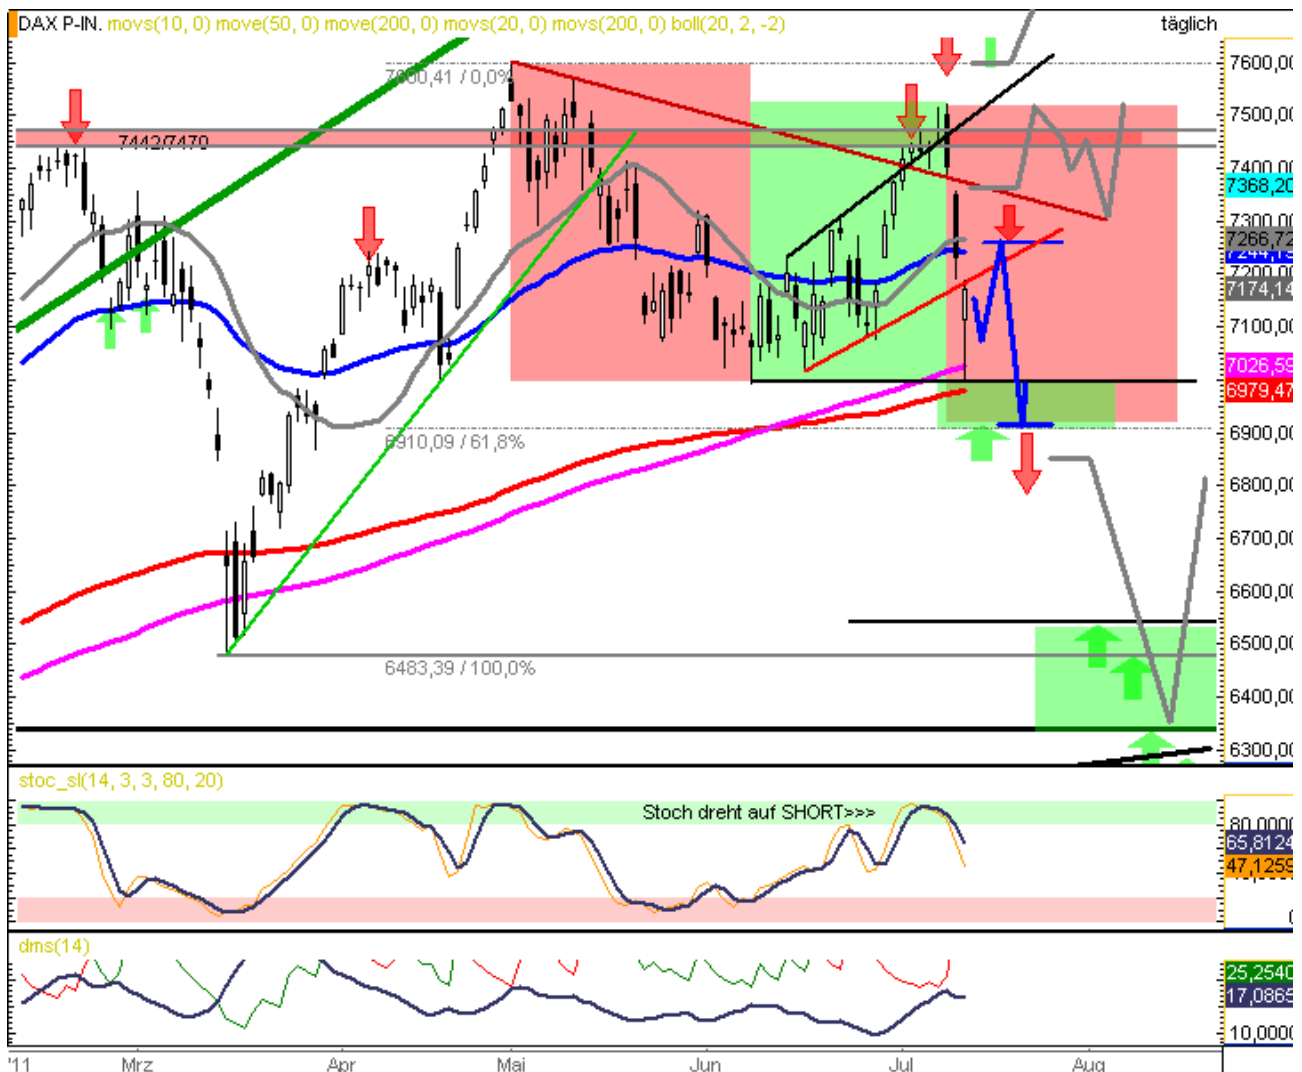 DAX P-IN. movs(10, 0) move(50, 0) move(200, 0) movs(20, 0) movs(200, 0) boll(20, 2, -2)
täglich
7600,00
7600,41 / 0,0%
7500,00
7442/7470
7400,00
7368,20
7300,00
7266,72
7200,00
7174,14
7100,00
7026,59
6979,47
6910,09 / 61,8%
6900,00
6800,00
6700,00
6600,00
6500,00
6483,39 / 100,0%
6400,00
6300,00
stoc_sl(14, 3, 3, 80, 20)
Stoch dreht auf SHORT>>>
80,0000
65,8124
47,1259
0
dms(14)
25,2540
17,0865
10,0000
'11 Mrz Apr Mai Jun Jul Aug